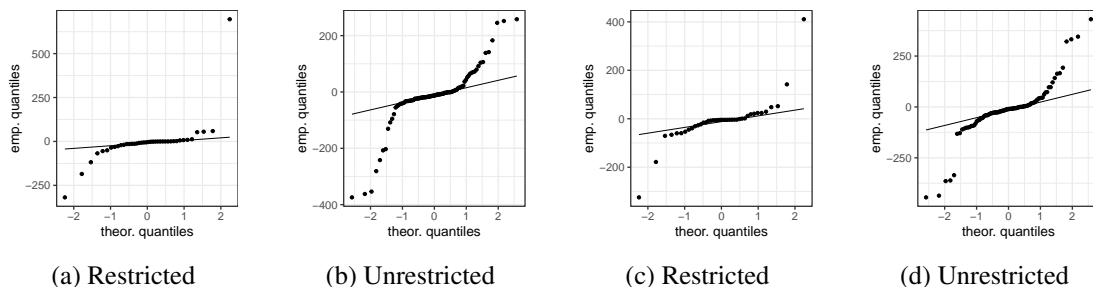 emp. quantiles
750
500
250
0
−250
−2 −1 0 1 2
theor. quantiles
(a) Restricted
emp. quantiles
200
0
−200
−400
−2 −1 0 1 2
theor. quantiles
(b) Unrestricted
emp. quantiles
400
200
0
−200
−2 −1 0 1 2
theor. quantiles
(c) Restricted
emp. quantiles
250
0
−250
−2 −1 0 1 2
theor. quantiles
(d) Unrestricted